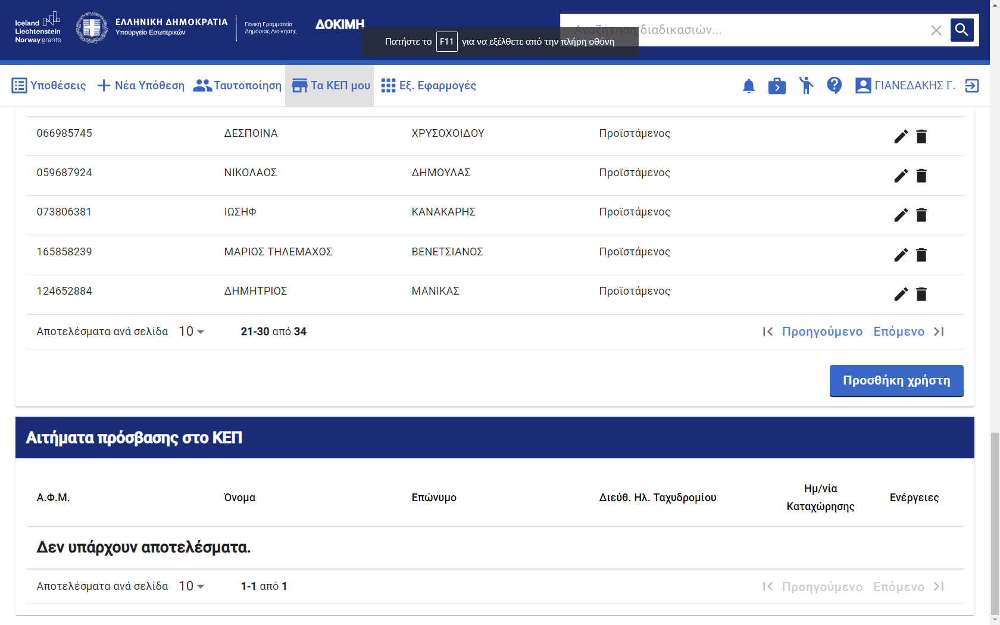 Iceland
Liechtenstein
Norway grants
ΕΛΛΗΝΙΚΗ ΔΗΜΟΚΡΑΤΙΑ
Υπουργείο Εσωτερικών
Γενική Γραμματεία
Δημόσιας Διοίκησης
ΔΟΚΙΜΗ
Αναζήτηση διαδικασιών...
Πατήστε το F11 για να εξέλθετε από την πλήρη οθόνη
Υποθέσεις Νέα Υπόθεση Ταυτοποίηση Τα ΚΕΠ μου Εξ. Εφαρμογές ΓΙΑΝΕΔΑΚΗΣ Γ.
066985745 ΔΕΣΠΟΙΝΑ ΧΡΥΣΟΧΟΙΔΟΥ Προϊστάμενος
059687924 ΝΙΚΟΛΑΟΣ ΔΗΜΟΥΛΑΣ Προϊστάμενος
073806381 ΙΩΣΗΦ ΚΑΝΑΚΑΡΗΣ Προϊστάμενος
165858239 ΜΑΡΙΟΣ ΤΗΛΕΜΑΧΟΣ ΒΕΝΕΤΣΙΑΝΟΣ Προϊστάμενος
124652884 ΔΗΜΗΤΡΙΟΣ ΜΑΝΙΚΑΣ Προϊστάμενος
Αποτελέσματα ανά σελίδα 10 21-30 από 34 Προηγούμενο Επόμενο
Προσθήκη χρήστη
Αιτήματα πρόσβασης στο ΚΕΠ
Α.Φ.Μ. Όνομα Επώνυμο Διεύθ. Ηλ. Ταχυδρομίου Ημ/νία Καταχώρησης Ενέργειες
Δεν υπάρχουν αποτελέσματα.
Αποτελέσματα ανά σελίδα 10 1-1 από 1 Προηγούμενο Επόμενο